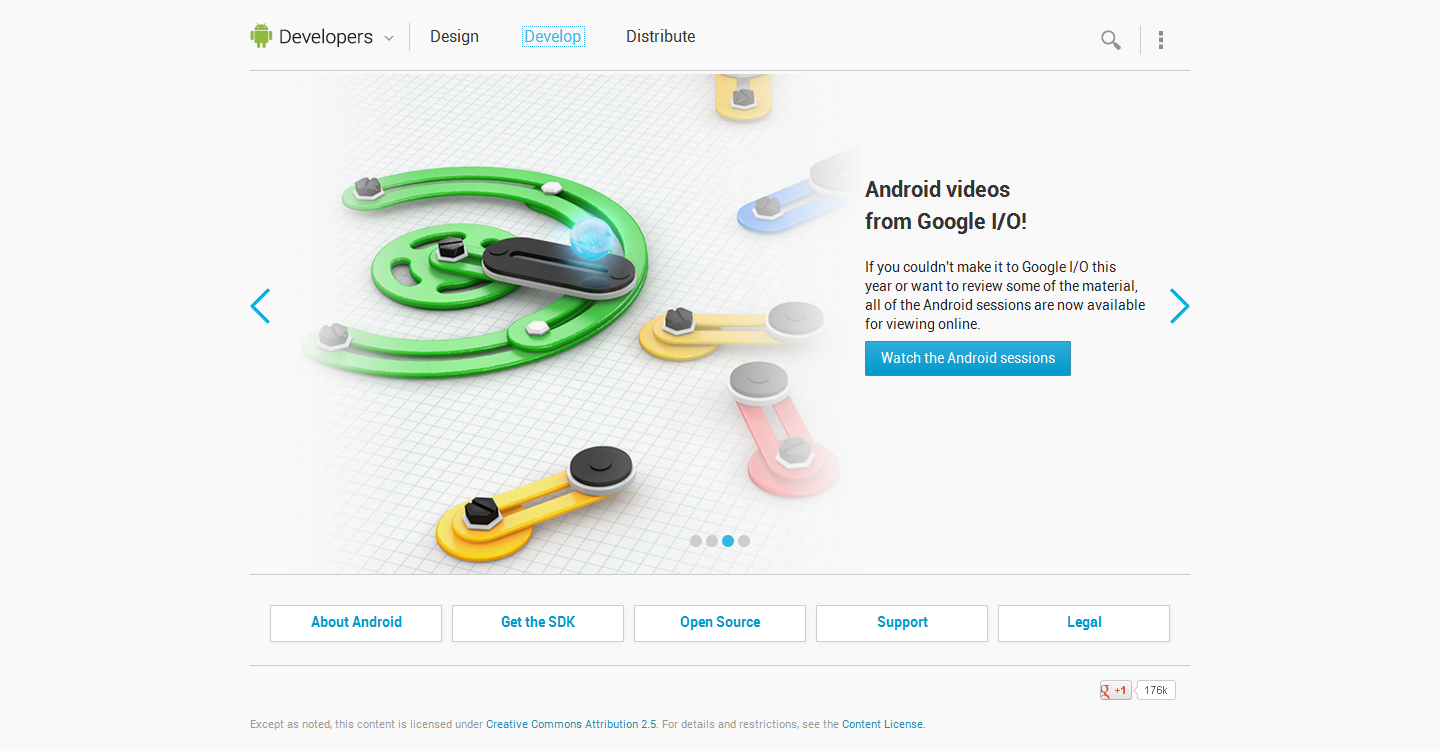 Developers
Design
Develop
Distribute
Android videos
from Google I/O!
If you couldn't make it to Google I/O this
year or want to review some of the material,
all of the Android sessions are now available
for viewing online.
Watch the Android sessions
About Android
Get the SDK
Open Source
Support
Legal
g +1
176k
Except as noted, this content is licensed under Creative Commons Attribution 2.5. For details and restrictions, see the Content License.